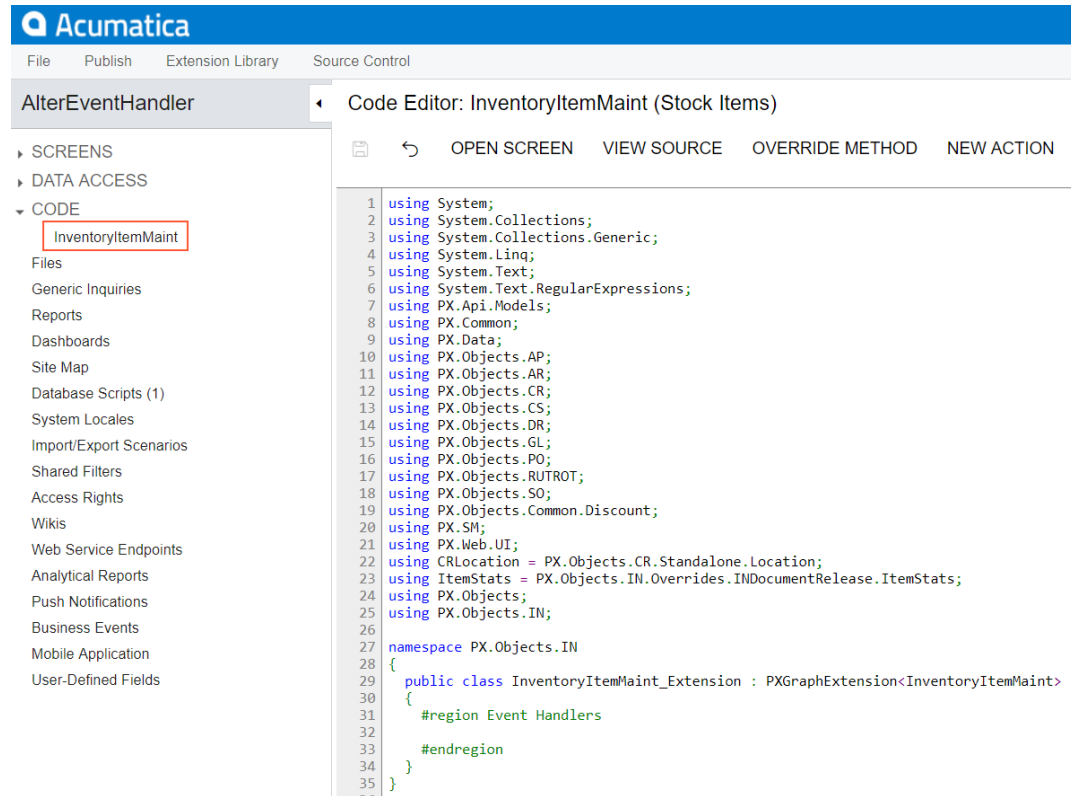 Acumatica
File Publish Extension Library Source Control
AlterEventHandler
Code Editor: InventoryItemMaint (Stock Items)
SCREENS
DATA ACCESS
CODE
InventoryItemMaint
Files
Generic Inquiries
Reports
Dashboards
Site Map
Database Scripts (1)
System Locales
Import/Export Scenarios
Shared Filters
Access Rights
Wikis
Web Service Endpoints
Analytical Reports
Push Notifications
Business Events
Mobile Application
User-Defined Fields
OPEN SCREEN VIEW SOURCE OVERRIDE METHOD NEW ACTION
1 using System;
2 using System.Collections;
3 using System.Collections.Generic;
4 using System.Linq;
5 using System.Text;
6 using System.Text.RegularExpressions;
7 using PX.Api.Models;
8 using PX.Common;
9 using PX.Data;
10 using PX.Objects.AP;
11 using PX.Objects.AR;
12 using PX.Objects.CR;
13 using PX.Objects.CS;
14 using PX.Objects.DR;
15 using PX.Objects.GL;
16 using PX.Objects.PO;
17 using PX.Objects.RUTROT;
18 using PX.Objects.SO;
19 using PX.Objects.Common.Discount;
20 using PX.SM;
21 using PX.Web.UI;
22 using CRLocation = PX.Objects.CR.Standalone.Location;
23 using ItemStats = PX.Objects.IN.Overrides.INDocumentRelease.ItemStats;
24 using PX.Objects;
25 using PX.Objects.IN;
26
27 namespace PX.Objects.IN
28 {
29 public class InventoryItemMaint_Extension : PXGraphExtension<InventoryItemMaint>
30 {
31 #region Event Handlers
32
33 #endregion
34 }
35 }